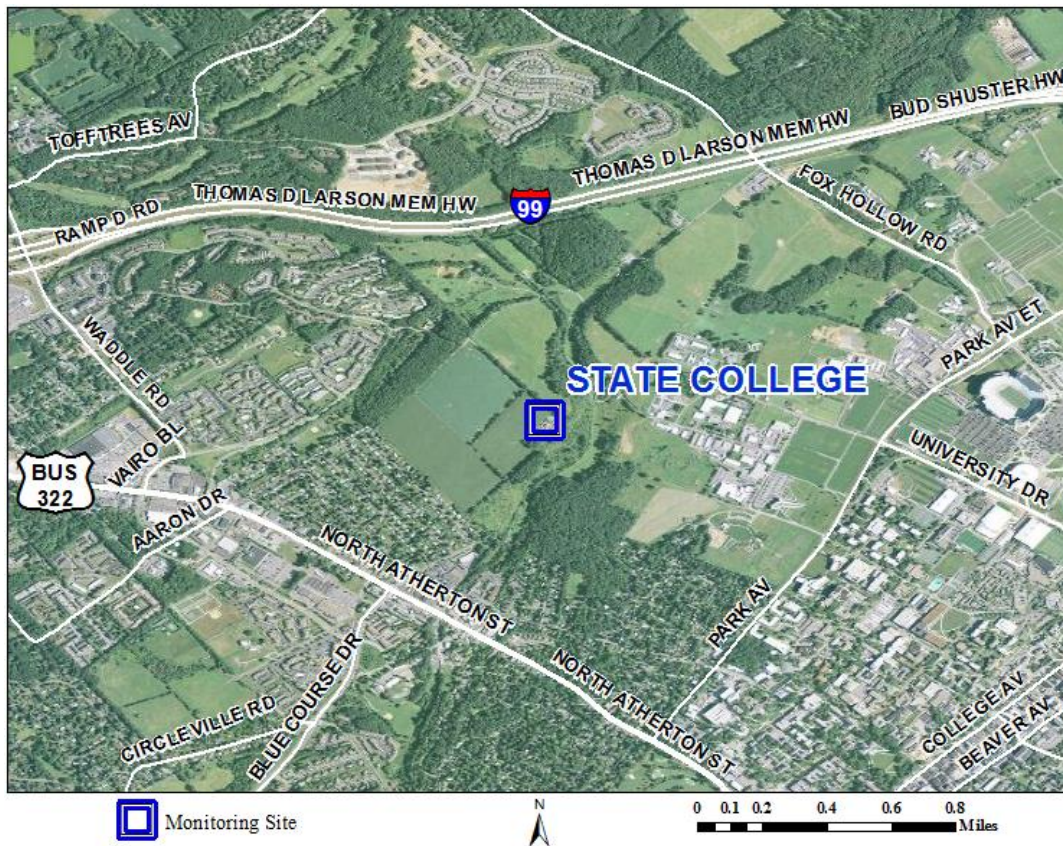 TOFFTREES AV
BUD SHUSTER HW
THOMAS D LARSON MEM HW
THOMAS D LARSON MEM HW
99
RAMP D RD
FOX HOLLOW RD
WADDLE RD
PARK AV ET
STATE COLLEGE
UNIVERSITY DR
VAIRO BL
BUS
322
AARON DR
NORTH ATHERTON ST
PARK AV
NORTH ATHERTON ST
BLUE COURSE DR
CIRCLEVILLE RD
COLLEGE AV
BEAVER AV
Monitoring Site
N
0 0.1 0.2 0.4 0.6 0.8
Miles